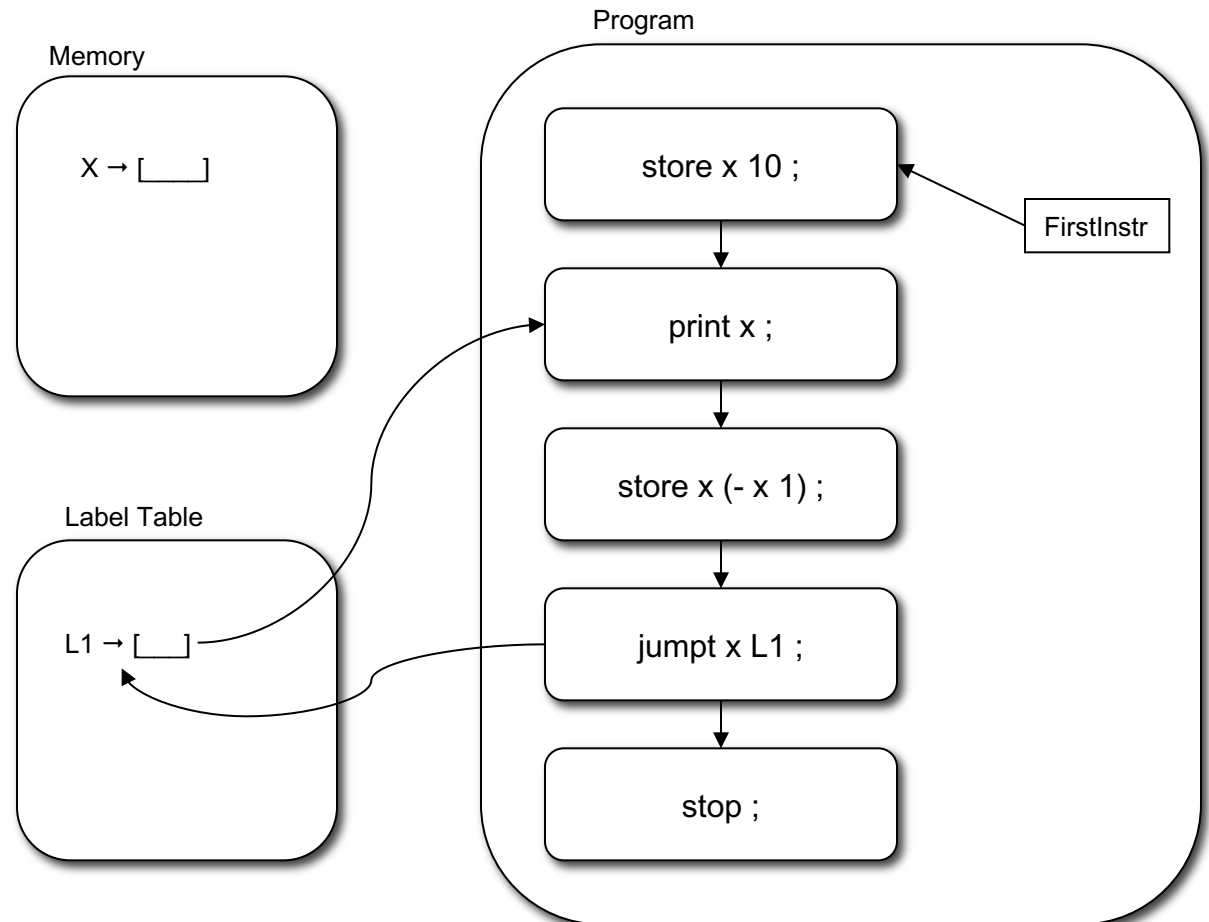 Program
Memory
X → [____]
store x 10 ;
FirstInstr
print x ;
store x (- x 1) ;
Label Table
L1 → [___]
jumpt x L1 ;
stop ;